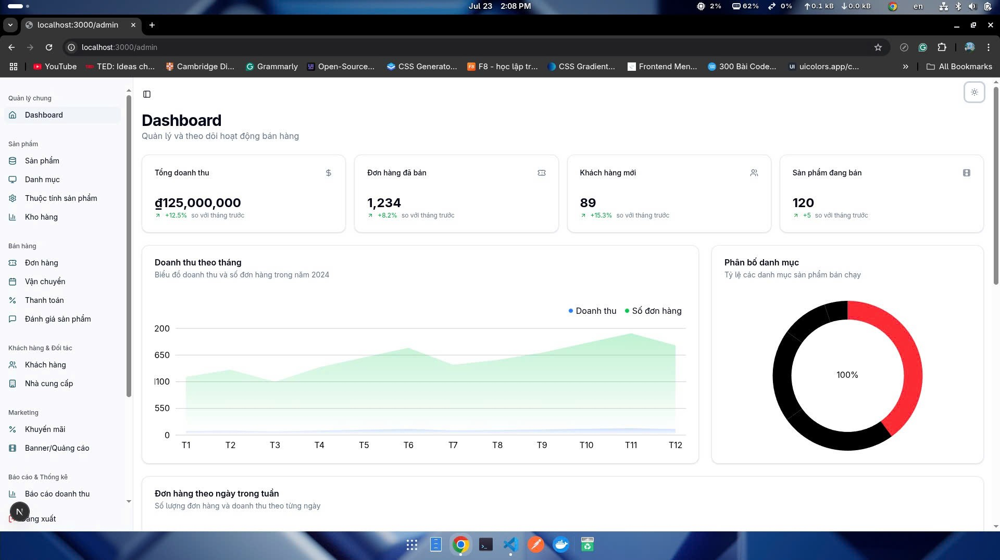 Jul 23 2:08 PM
2%
62%
0%
0.1 kB
0.0 kB
en
localhost:3000/admin
localhost:3000/admin
YouTube
TED: Ideas ch...
Cambridge Di...
Grammarly
Open-Source...
CSS Generato...
F8 - học lập tr...
CSS Gradient...
Frontend Men...
300 Bài Code...
uicolors.app/c...
All Bookmarks
Quản lý chung
Dashboard
Sản phẩm
Sản phẩm
Danh mục
Thuộc tính sản phẩm
Kho hàng
Bán hàng
Đơn hàng
Vận chuyển
Thanh toán
Đánh giá sản phẩm
Khách hàng & Đối tác
Khách hàng
Nhà cung cấp
Marketing
Khuyến mãi
Banner/Quảng cáo
Báo cáo & Thống kê
Báo cáo doanh thu
N
ăng xuất
Dashboard
Quản lý và theo dõi hoạt động bán hàng
Tổng doanh thu
₫125,000,000
+12.5% so với tháng trước
Đơn hàng đã bán
1,234
+8.2% so với tháng trước
Khách hàng mới
89
+15.3% so với tháng trước
Sản phẩm đang bán
120
+5 so với tháng trước
Doanh thu theo tháng
Biểu đồ doanh thu và số đơn hàng trong năm 2024
Doanh thu
Số đơn hàng
200
650
100
550
0
T1 T2 T3 T4 T5 T6 T7 T8 T9 T10 T11 T12
Phân bố danh mục
Tỷ lệ các danh mục sản phẩm bán chạy
100%
Đơn hàng theo ngày trong tuần
Số lượng đơn hàng và doanh thu theo từng ngày